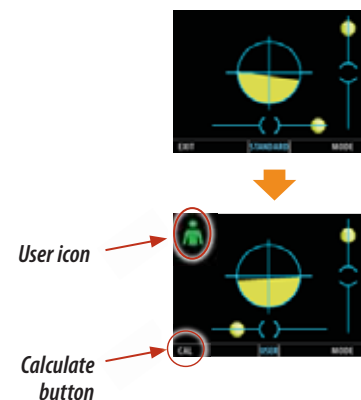 EXIT STANDARD MODE
User icon
CAL USER MODE
Calculate
button